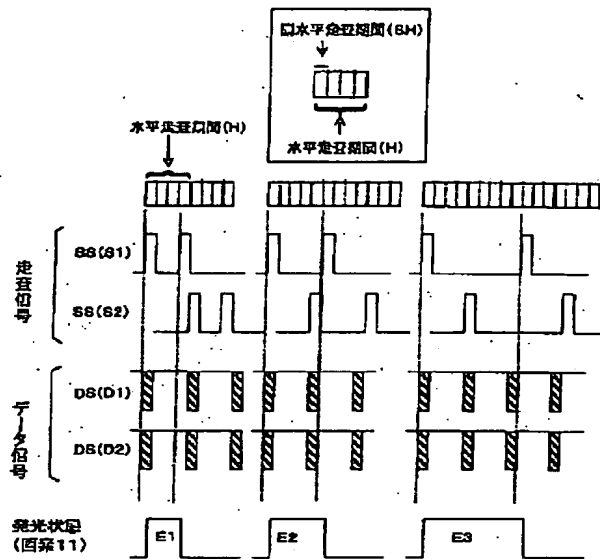 副水平走査期間(SH)
水平走査期間(H)
水平走査期間(H)
走査信号
SS(S1)
SS(S2)
データ信号
DS(D1)
DS(D2)
発光状態
(画素11)
E1
E2
E3